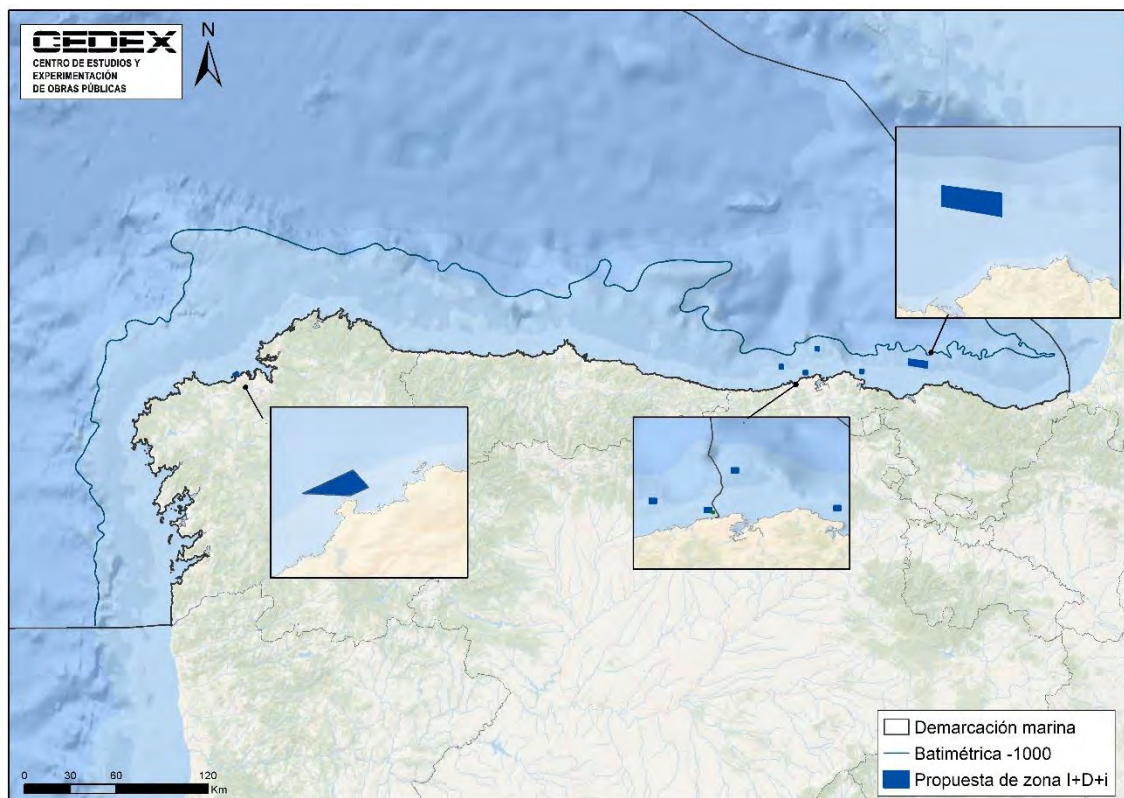 CEDEX
CENTRO DE ESTUDIOS Y
EXPERIMENTACIÓN
DE OBRAS PÚBLICAS
N
Demarcación marina
Batimétrica -1000
Propuesta de zona I+D+i
0 30 60 120
Km